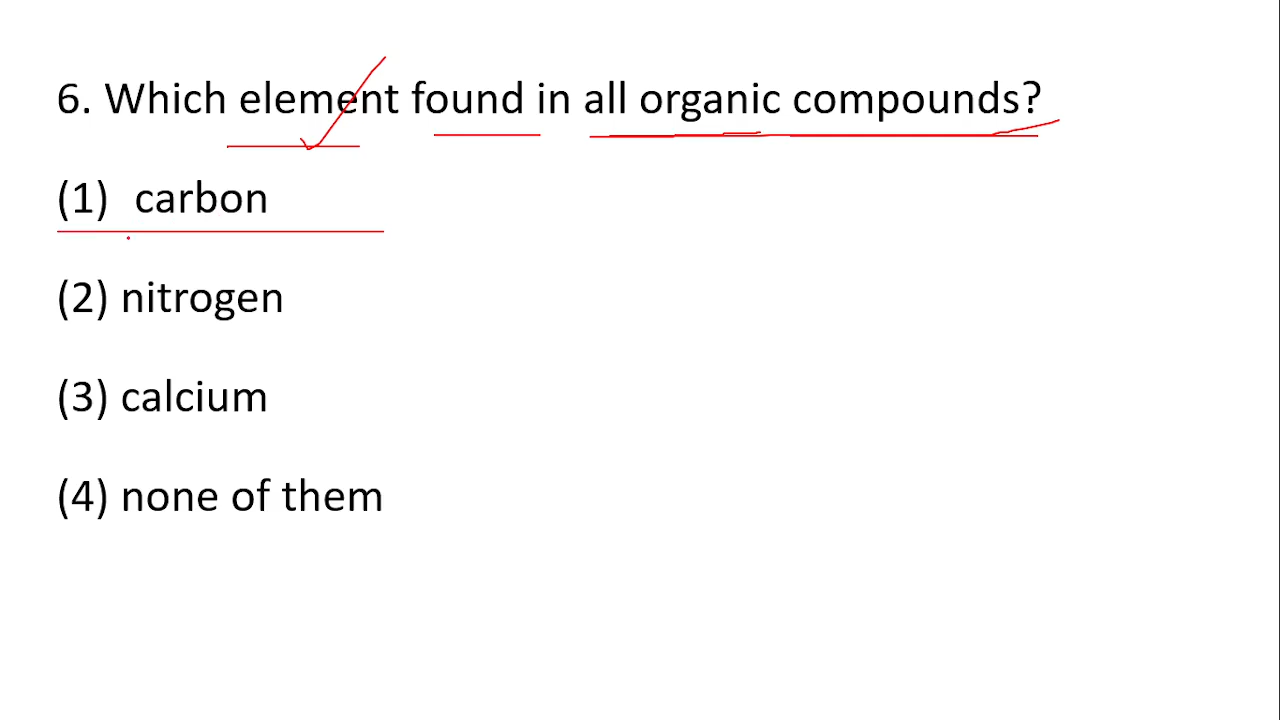 6. Which element found in all organic compounds?
(1) carbon
(2) nitrogen
(3) calcium
(4) none of them